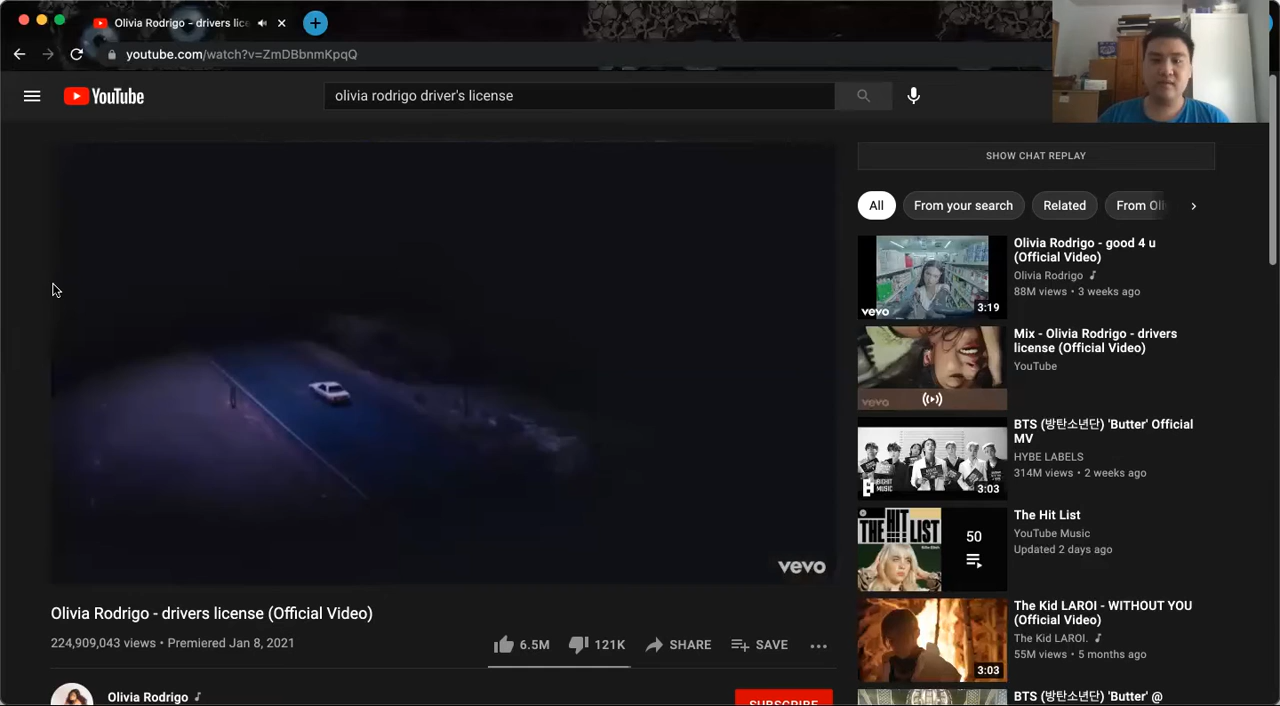 Olivia Rodrigo - drivers lice
youtube.com/watch?v=ZmDBbnmKpqQ
YouTube
olivia rodrigo driver's license
SHOW CHAT REPLAY
All
From your search
Related
From Oli
Olivia Rodrigo - good 4 u
(Official Video)
Olivia Rodrigo
88M views • 3 weeks ago
vevo
3:19
Mix - Olivia Rodrigo - drivers
license (Official Video)
YouTube
vevo
BTS (방탄소년단) 'Butter' Official
MV
HYBE LABELS
314M views • 2 weeks ago
BIGHIT
MUSIC
3:03
The Hit List
YouTube Music
Updated 2 days ago
THE HIT LIST
50
The Kid LAROI - WITHOUT YOU
(Official Video)
The Kid LAROI.
55M views • 5 months ago
3:03
BTS (방탄소년단) 'Butter' @
vevo
Olivia Rodrigo - drivers license (Official Video)
224,909,043 views • Premiered Jan 8, 2021
6.5M
121K
SHARE
SAVE
Olivia Rodrigo
SUBSCRIBE